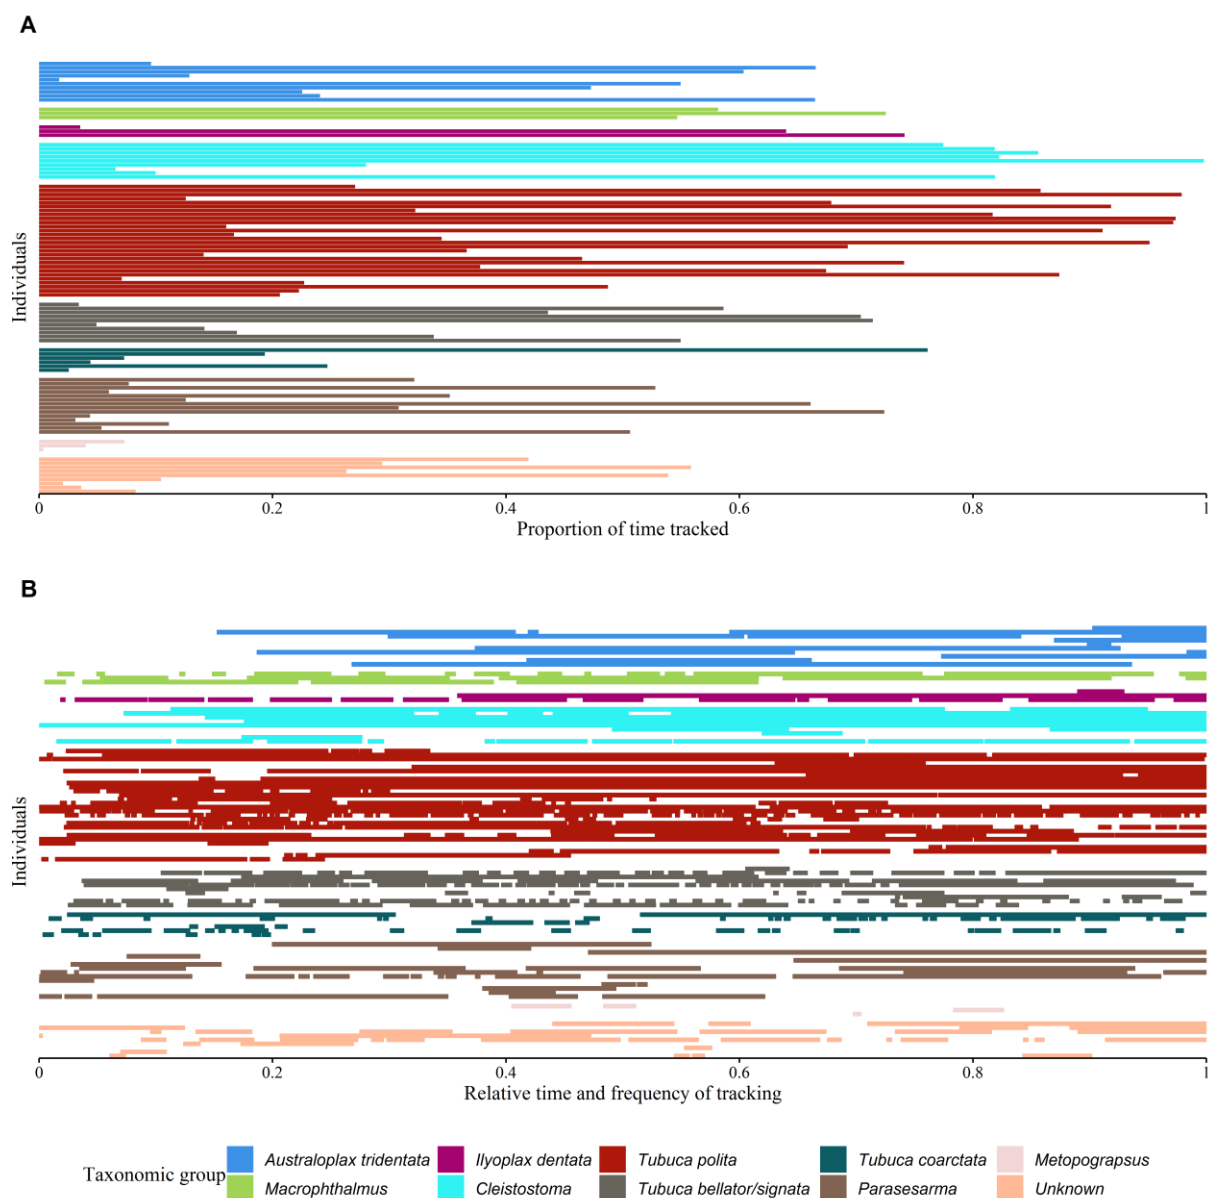 A
Individuals
0 0.2 0.4 0.6 0.8 1
Proportion of time tracked
B
Individuals
0 0.2 0.4 0.6 0.8 1
Relative time and frequency of tracking
Taxonomic group
Australoplax tridentata Ilyoplax dentata Tubuca polita Tubuca coarctata Metopograpsus
Macrophthalmus Cleistostoma Tubuca bellator/signata Parasesarma Unknown